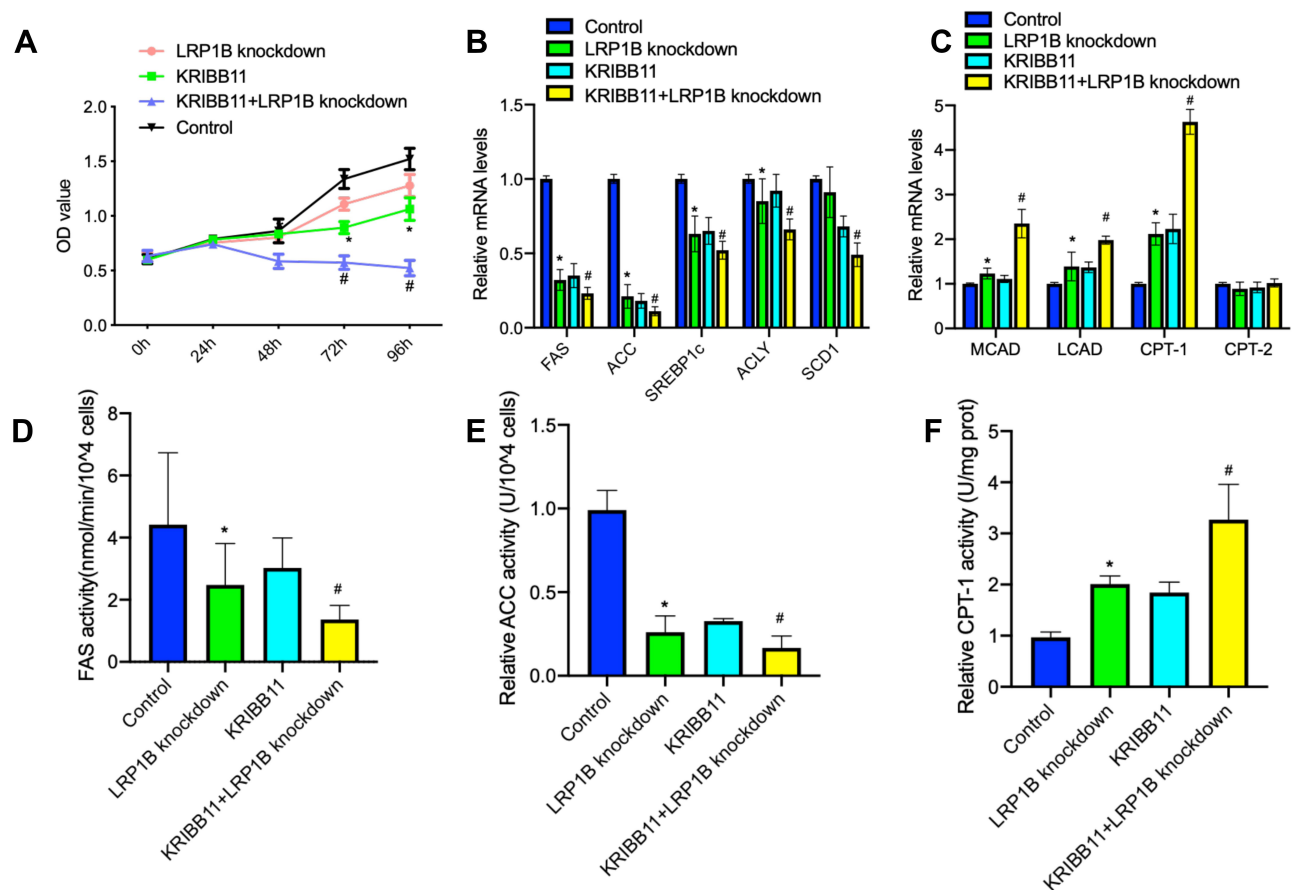 A
LRP1B knockdown
KRIBB11
KRIBB11+LRP1B knockdown
Control
OD value
2.0
1.5
1.0
0.5
0.0
*
*
#
#
0h
24h
48h
72h
96h
B
Control
LRP1B knockdown
KRIBB11
KRIBB11+LRP1B knockdown
Relative mRNA levels
1.5
1.0
0.5
0.0
*
#
*
#
*
#
*
#
#
FAS
ACC
SREBP1c
ACLY
SCD1
C
Control
LRP1B knockdown
KRIBB11
KRIBB11+LRP1B knockdown
Relative mRNA levels
5
4
3
2
1
0
*
#
*
#
*
#
MCAD
LCAD
CPT-1
CPT-2
D
FAS activity(nmol/min/10^4 cells)
8
6
4
2
0
*
#
Control
LRP1B knockdown
KRIBB11
KRIBB11+LRP1B knockdown
E
Relative ACC activity (U/10^4 cells)
1.5
1.0
0.5
0.0
*
#
Control
LRP1B knockdown
KRIBB11
KRIBB11+LRP1B knockdown
F
Relative CPT-1 activity (U/mg prot)
5
4
3
2
1
0
*
#
Control
LRP1B knockdown
KRIBB11
KRIBB11+LRP1B knockdown